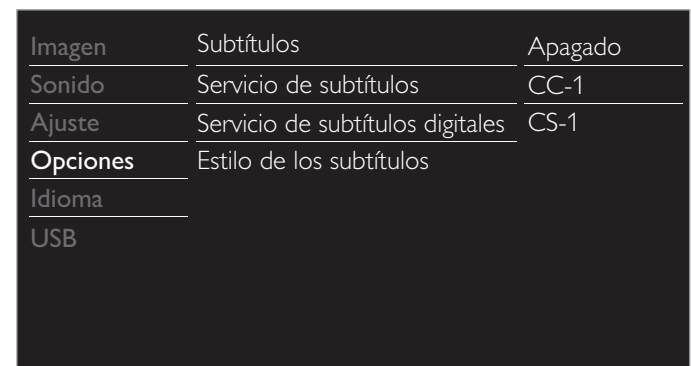 Imagen
Sonido
Ajuste
Opciones
Idioma
USB
Subtítulos Apagado
Servicio de subtítulos CC-1
Servicio de subtítulos digitales CS-1
Estilo de los subtítulos